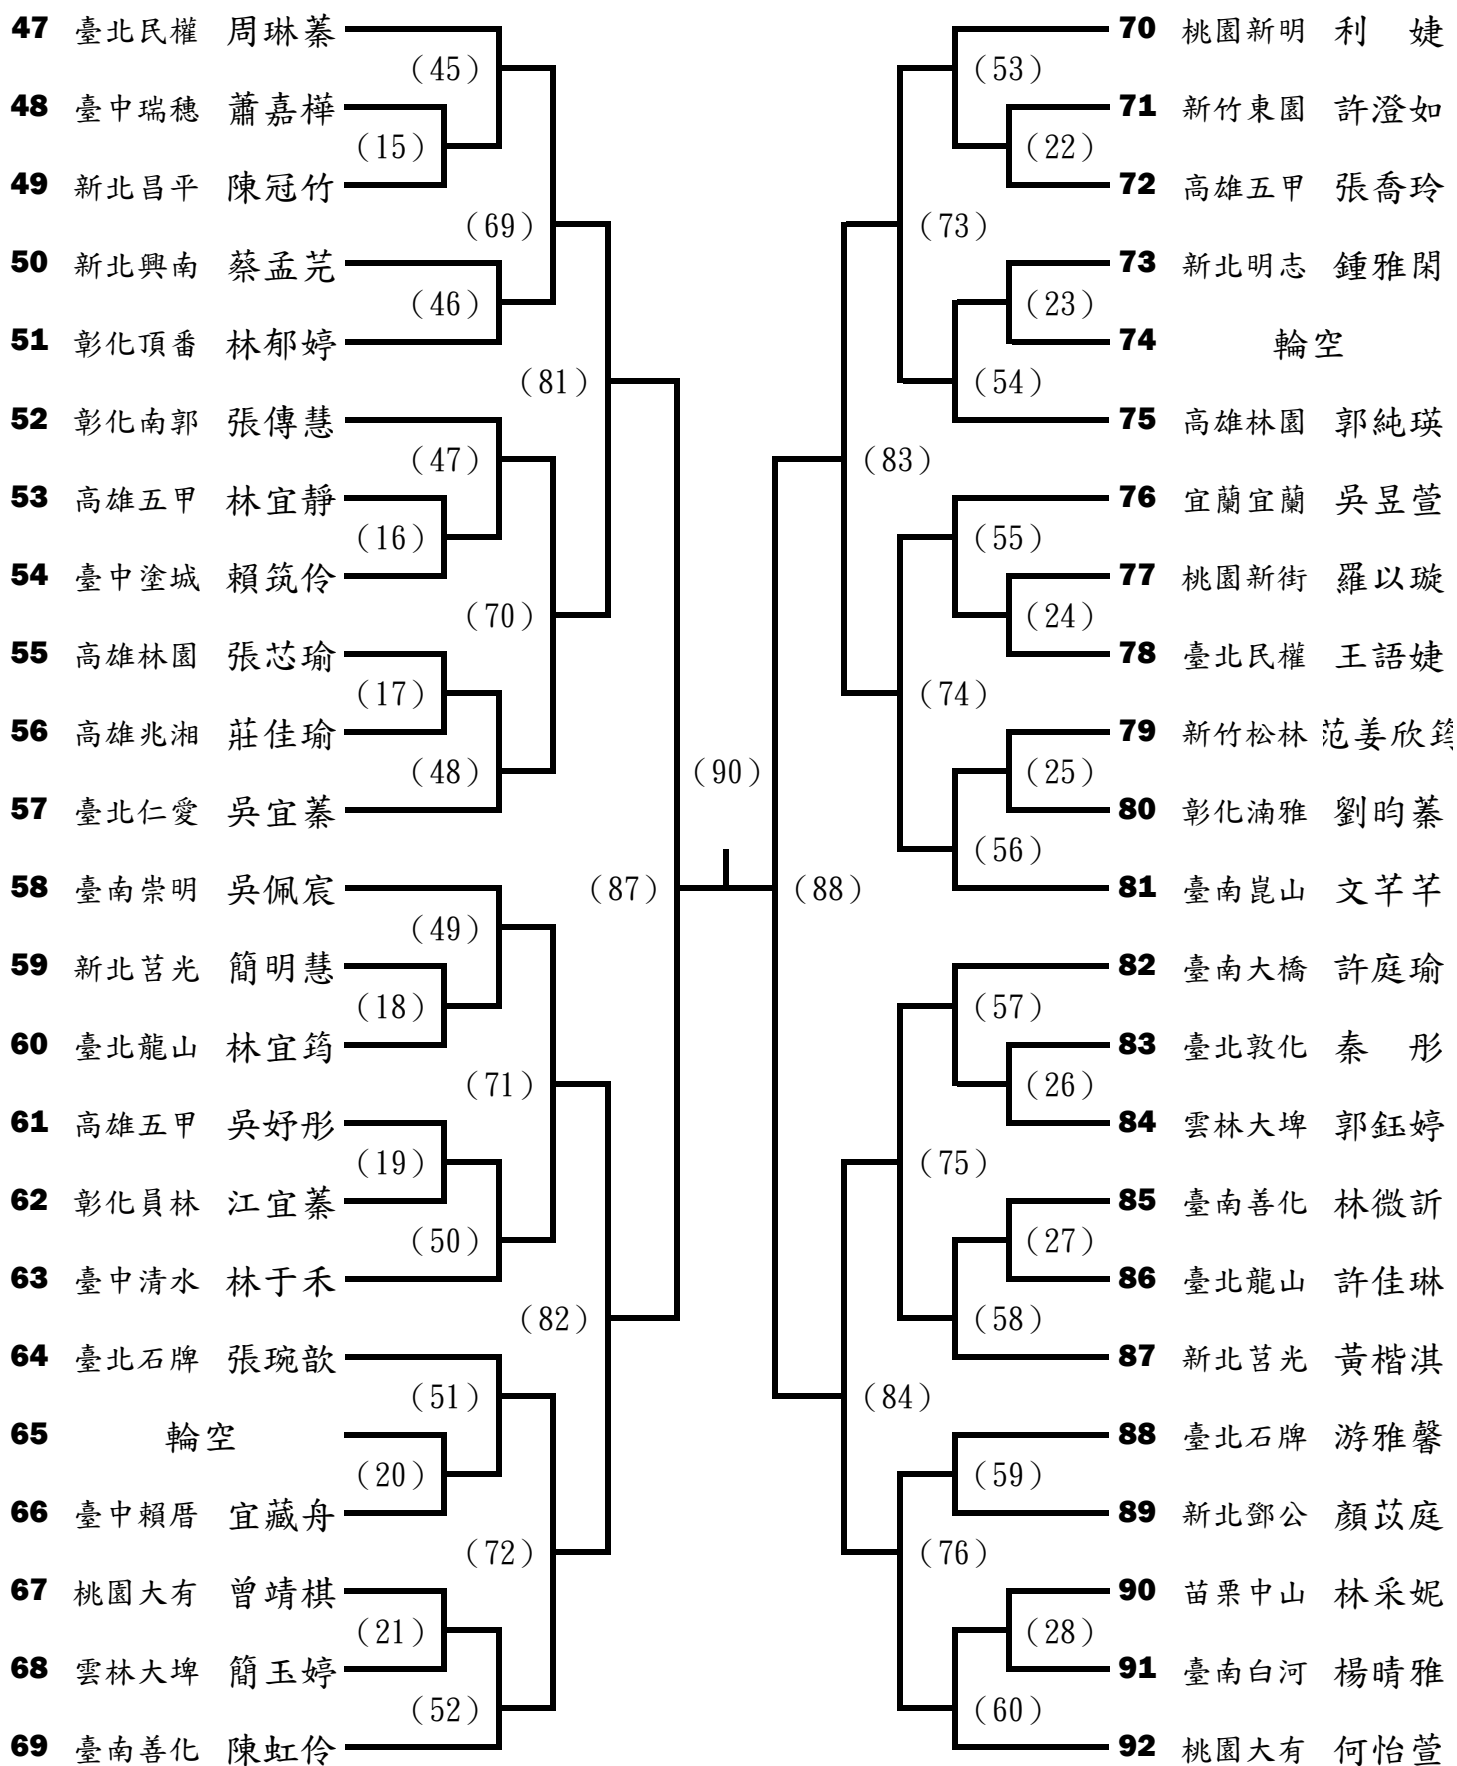 47 臺北民權 周琳蓁
(45)
48 臺中瑞穗 蕭嘉樺
(15)
49 新北昌平 陳冠竹
(69)
50 新北興南 蔡孟芫
(46)
51 彰化頂番 林郁婷
(81)
52 彰化南郭 張傳慧
(47)
53 高雄五甲 林宜靜
(16)
54 臺中塗城 賴筑伶
(70)
55 高雄林園 張芯瑜
(17)
56 高雄兆湘 莊佳瑜
(48)
57 臺北仁愛 吳宜蓁
(87)
58 臺南崇明 吳佩宸
(49)
59 新北莒光 簡明慧
(18)
60 臺北龍山 林宜筠
(71)
61 高雄五甲 吳妤彤
(19)
62 彰化員林 江宜蓁
(50)
63 臺中清水 林于禾
(82)
64 臺北石牌 張琬歆
(51)
65 輪空
(20)
66 臺中賴厝 宜藏舟
(72)
67 桃園大有 曾靖棋
(21)
68 雲林大埤 簡玉婷
(52)
69 臺南善化 陳虹伶
(90)
70 桃園新明 利 婕
(53)
71 新竹東園 許澄如
(22)
72 高雄五甲 張喬玲
(73)
73 新北明志 鍾雅閑
(23)
74 輪空
(54)
75 高雄林園 郭純瑛
(83)
76 宜蘭宜蘭 吳昱萱
(55)
77 桃園新街 羅以璇
(24)
78 臺北民權 王語婕
(74)
79 新竹松林 范姜欣筠
(25)
80 彰化湳雅 劉昀蓁
(56)
81 臺南崑山 文芊芊
(88)
82 臺南大橋 許庭瑜
(57)
83 臺北敦化 秦 彤
(26)
84 雲林大埤 郭鈺婷
(75)
85 臺南善化 林微訢
(27)
86 臺北龍山 許佳琳
(58)
87 新北莒光 黃楷淇
(84)
88 臺北石牌 游雅馨
(59)
89 新北鄧公 顏苡庭
(76)
90 苗栗中山 林采妮
(28)
91 臺南白河 楊晴雅
(60)
92 桃園大有 何怡萱